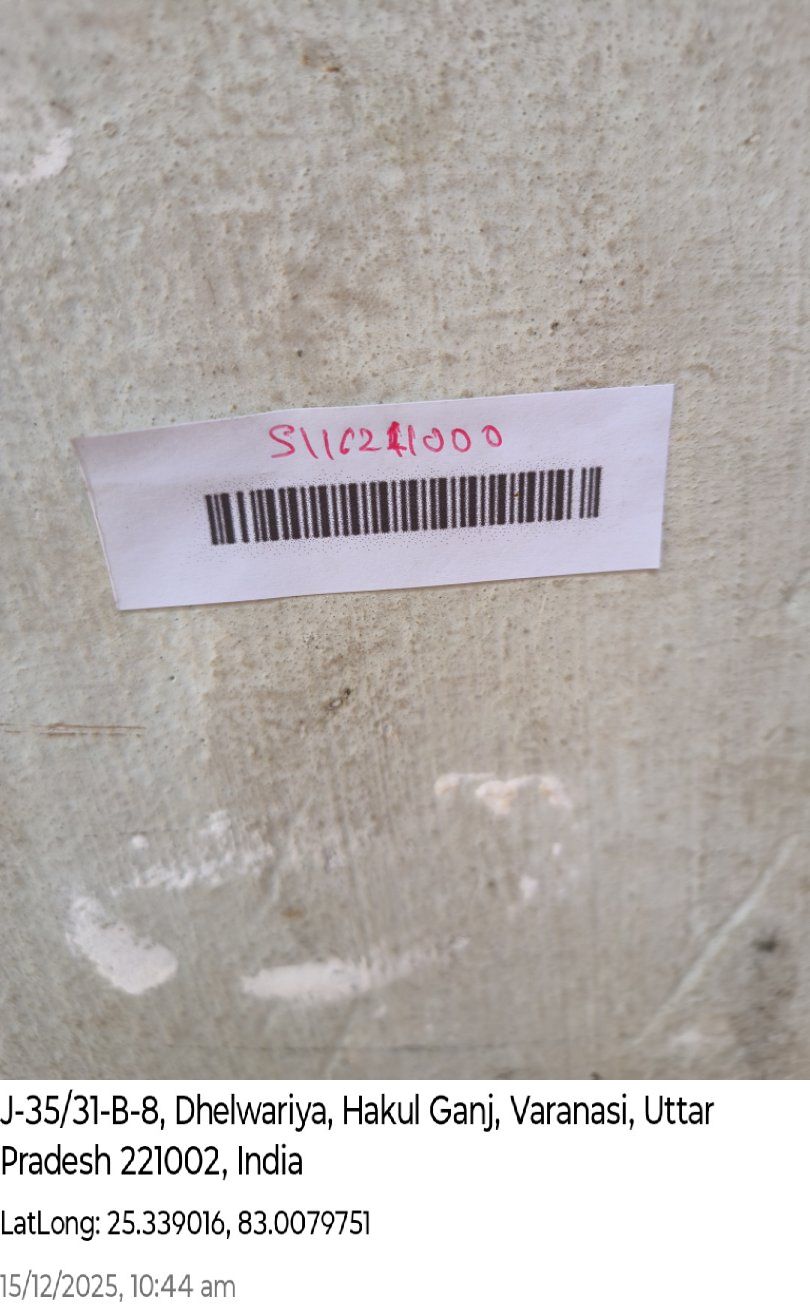 S116211000
J-35/31-B-8, Dhelwariya, Hakul Ganj, Varanasi, Uttar
Pradesh 221002, India
LatLong: 25.339016, 83.0079751
15/12/2025, 10:44 am